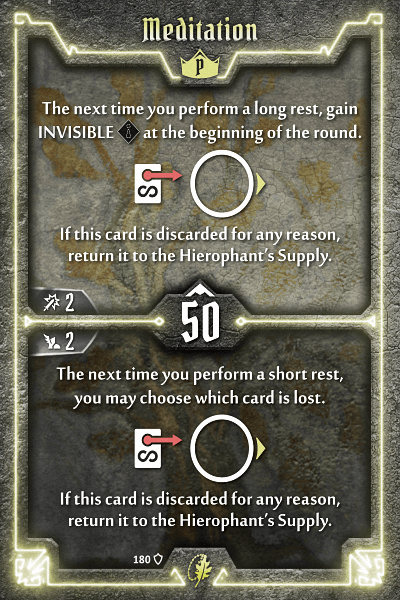 Meditation
P
The next time you perform a long rest, gain
INVISIBLE at the beginning of the round.
If this card is discarded for any reason,
return it to the Hierophant's Supply.
2
50
2
The next time you perform a short rest,
you may choose which card is lost.
If this card is discarded for any reason,
return it to the Hierophant's Supply.
180